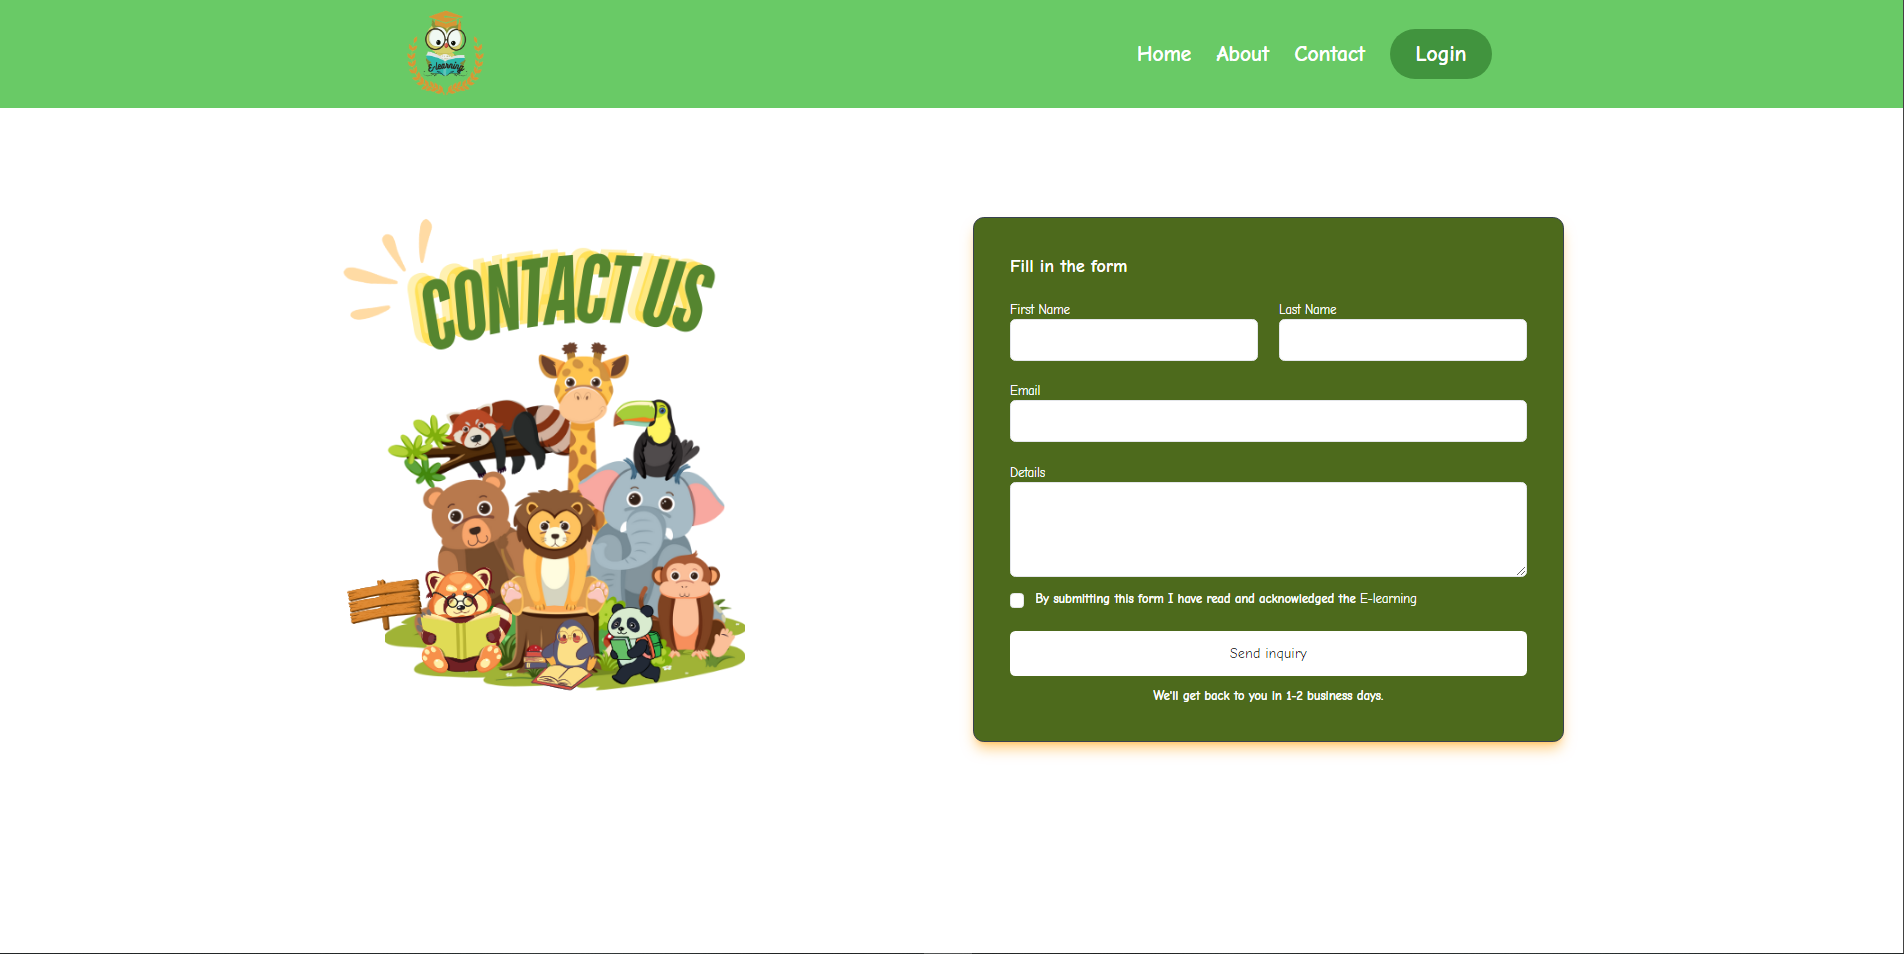 E-learning
Home About Contact Login
CONTACT US
Fill in the form
First Name Last Name
Email
Details
By submitting this form I have read and acknowledged the E-learning
Send inquiry
We'll get back to you in 1-2 business days.